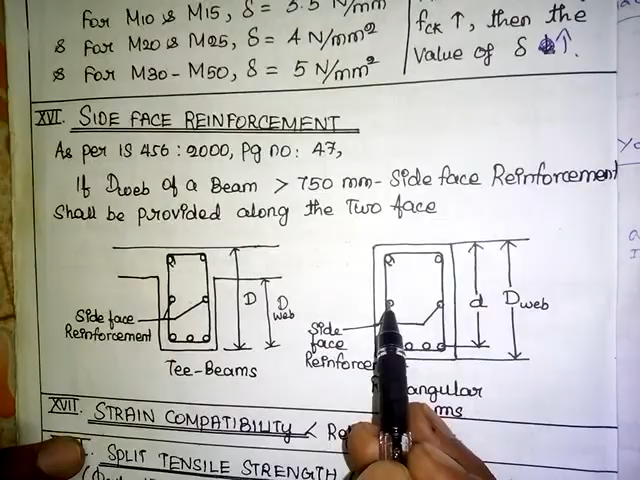 For M10 & M15, δ = 3.5 N/mm
& For M20 & M25, δ = 4 N/mm²
& For M30 - M50, δ = 5 N/mm²
fCK ↑, then the
value of δ ↑.
XVI. SIDE FACE REINFORCEMENT
As per IS 456 : 2000, Pg no: 47,
If Dweb of a Beam > 750 mm - Side face Reinforcement
Shall be provided along the Two face
Side face
Reinforcement
D
Dweb
Tee-Beams
Side
face
Reinforce
d
Dweb
angular
ms
XVII. STRAIN COMPATIBILITY
SPLIT TENSILE STRENGTH